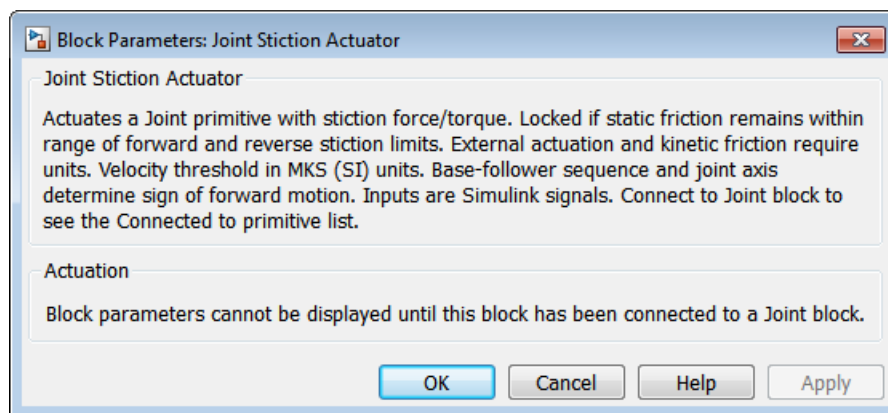 Block Parameters: Joint Stiction Actuator
Joint Stiction Actuator
Actuates a Joint primitive with stiction force/torque. Locked if static friction remains within
range of forward and reverse stiction limits. External actuation and kinetic friction require
units. Velocity threshold in MKS (SI) units. Base-follower sequence and joint axis
determine sign of forward motion. Inputs are Simulink signals. Connect to Joint block to
see the Connected to primitive list.
Actuation
Block parameters cannot be displayed until this block has been connected to a Joint block.
OK Cancel Help Apply